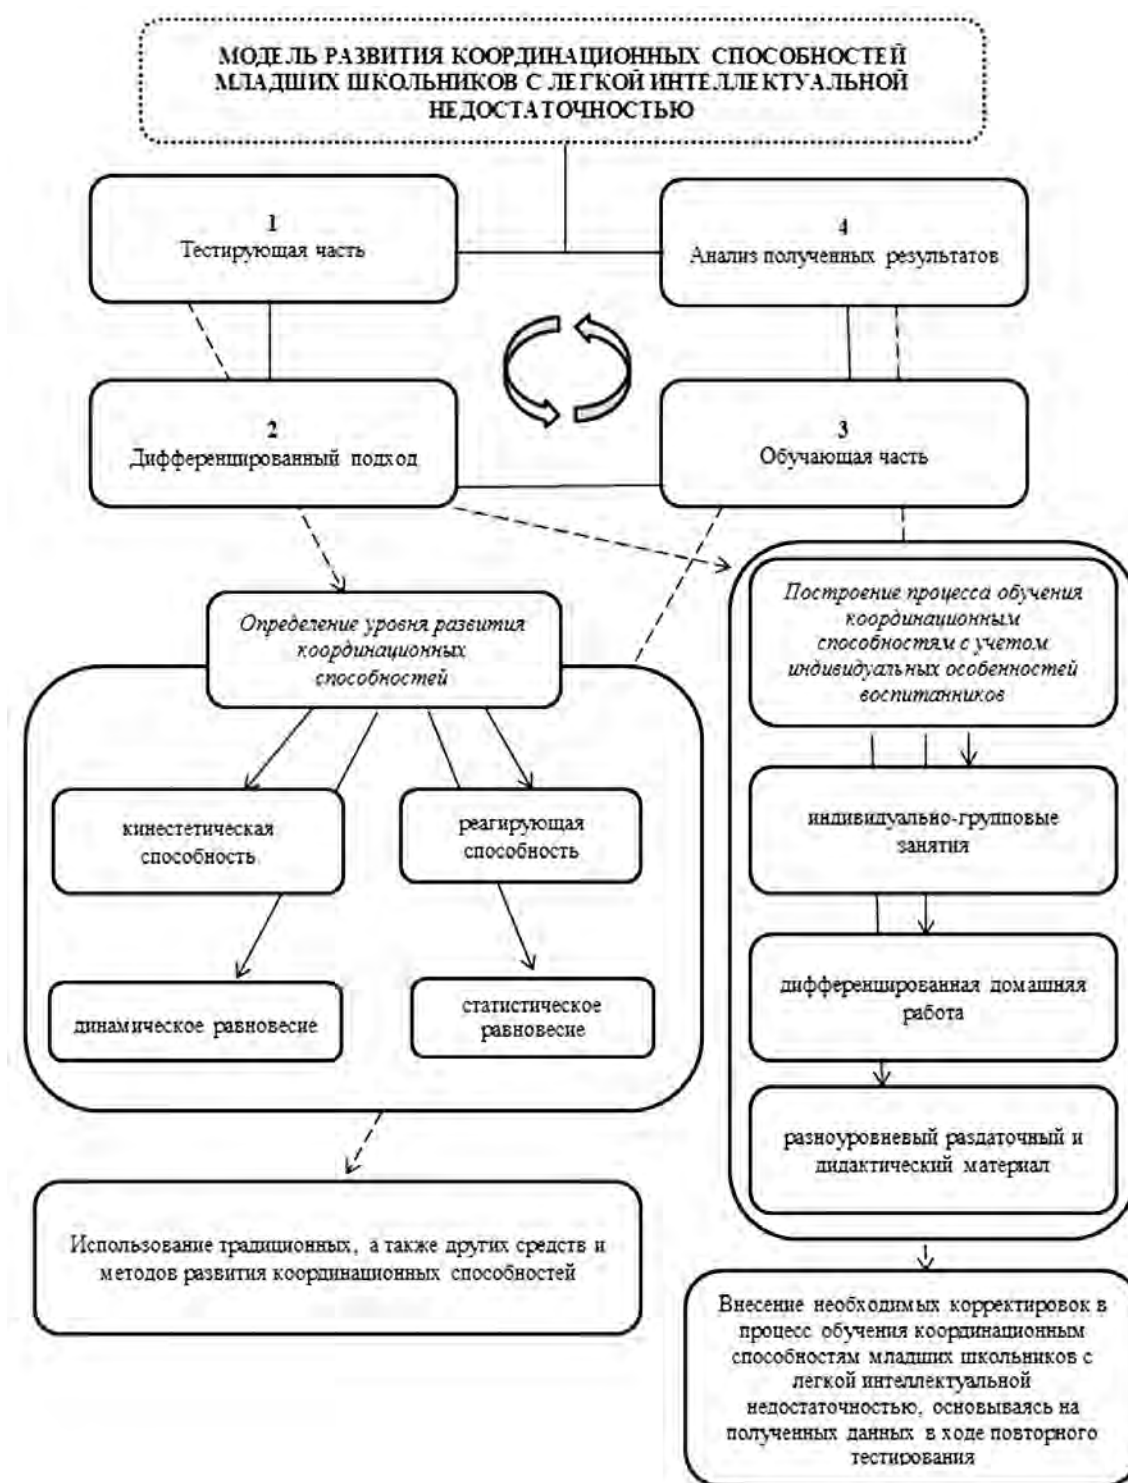 МОДЕЛЬ РАЗВИТИЯ КООРДИНАЦИОННЫХ СПОСОБНОСТЕЙ
МЛАДШИХ ШКОЛЬНИКОВ С ЛЕГКОЙ ИНТЕЛЛЕКТУАЛЬНОЙ
НЕДОСТАТОЧНОСТЬЮ
1
Тестирующая часть
4
Анализ полученных результатов
2
Дифференцированный подход
3
Обучающая часть
Определение уровня развития
координационных
способностей
кинестетическая
способность
реагирующая
способность
динамическое равновесие
статистическое
равновесие
Использование традиционных, а также других средств и
методов развития координационных способностей
Построение процесса обучения
координационным
способностям с учетом
индивидуальных особенностей
воспитанников
индивидуально-групповые
занятия
дифференцированная домашняя
работа
разноуровневый раздаточный и
дидактический материал
Внесение необходимых корректировок в
процесс обучения координационным
способностям младших школьников с
легкой интеллектуальной
недостаточностью, основываясь на
полученных данных в ходе повторного
тестирования